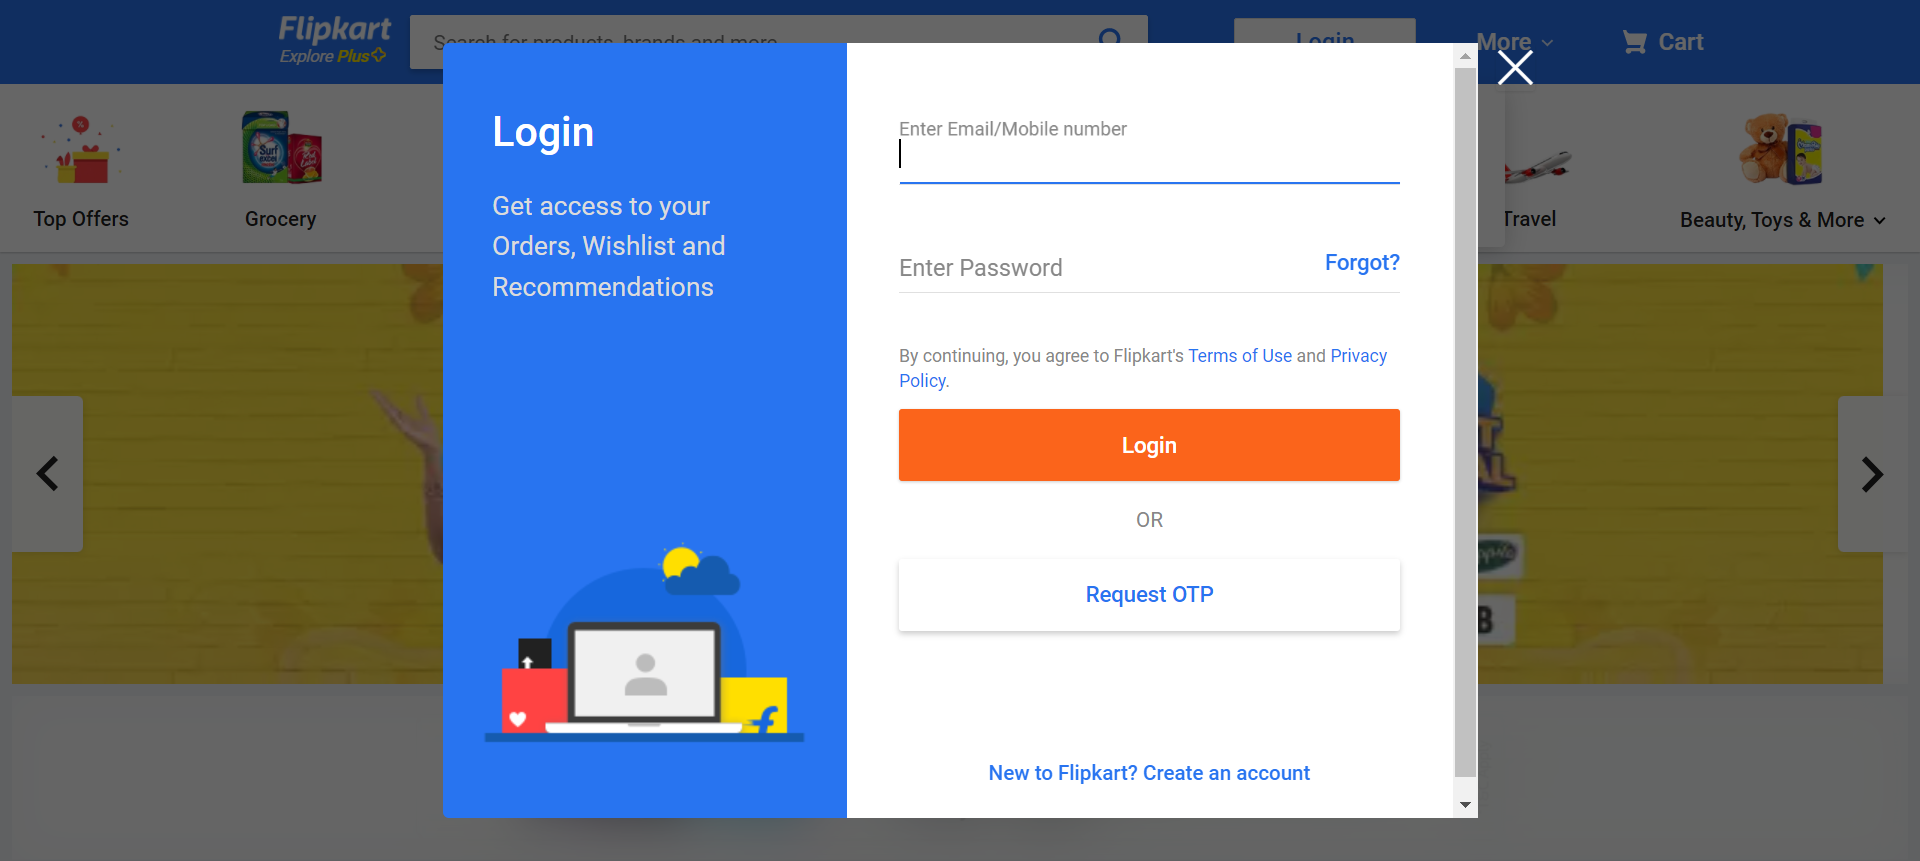 Flipkart
Explore Plus
Search for products, brands and more
Login
More
Cart
Top Offers
Grocery
Travel
Beauty, Toys & More
Login
Get access to your
Orders, Wishlist and
Recommendations
Enter Email/Mobile number
Enter Password
Forgot?
By continuing, you agree to Flipkart's Terms of Use and Privacy
Policy.
Login
OR
Request OTP
New to Flipkart? Create an account